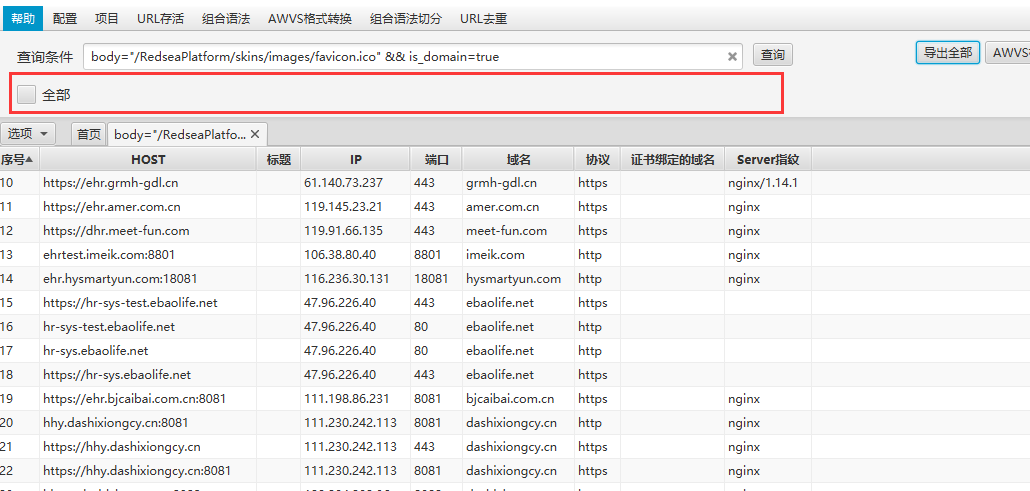 帮助 配置 项目 URL存活 组合语法 AWVS格式转换 组合语法切分 URL去重
查询条件 body="/RedseaPlatform/skins/images/favicon.ico" && is_domain=true 查询 导出全部 AWVS
全部
选项 首页 body="/RedseaPlatfo...
序号 HOST 标题 IP 端口 域名 协议 证书绑定的域名 Server指纹
10 https://ehr.grmh-gdl.cn 61.140.73.237 443 grmh-gdl.cn https nginx/1.14.1
11 https://ehr.amer.com.cn 119.145.23.21 443 amer.com.cn https nginx
12 https://dhr.meet-fun.com 119.91.66.135 443 meet-fun.com https nginx
13 ehrtest.imeik.com:8801 106.38.80.40 8801 imeik.com http nginx
14 ehr.hysmartyun.com:18081 116.236.30.131 18081 hysmartyun.com http nginx
15 https://hr-sys-test.ebaolife.net 47.96.226.40 443 ebaolife.net https
16 hr-sys-test.ebaolife.net 47.96.226.40 80 ebaolife.net http
17 hr-sys.ebaolife.net 47.96.226.40 80 ebaolife.net http
18 https://hr-sys.ebaolife.net 47.96.226.40 443 ebaolife.net https
19 https://ehr.bjcaibai.com.cn:8081 111.198.86.231 8081 bjcaibai.com.cn https nginx
20 hhy.dashixiongcy.cn:8081 111.230.242.113 8081 dashixiongcy.cn http nginx
21 https://hhy.dashixiongcy.cn 111.230.242.113 443 dashixiongcy.cn https nginx
22 https://hhy.dashixiongcy.cn:8081 111.230.242.113 8081 dashixiongcy.cn https nginx